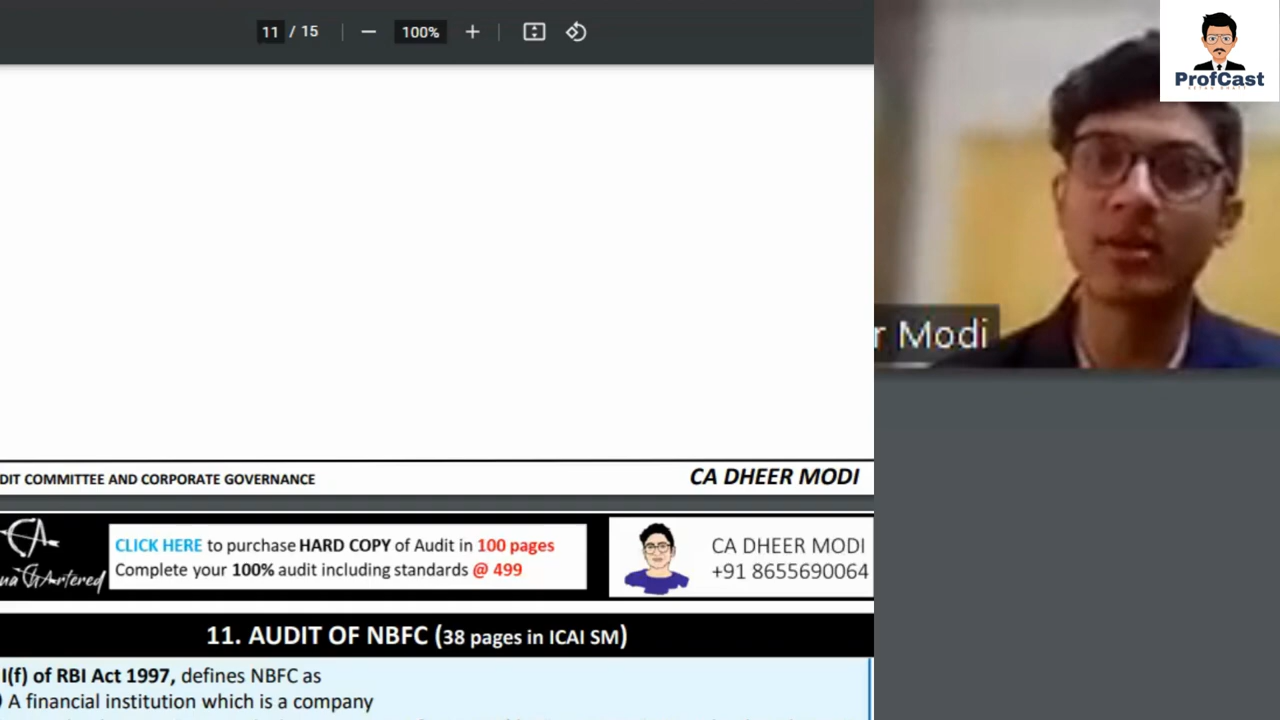 11 / 15
100%
ProfCast
r Modi
DIT COMMITTEE AND CORPORATE GOVERNANCE
CA DHEER MODI
CA
na Chartered
CLICK HERE to purchase HARD COPY of Audit in 100 pages
Complete your 100% audit including standards @ 499
CA DHEER MODI
+91 8655690064
11. AUDIT OF NBFC (38 pages in ICAI SM)
I(f) of RBI Act 1997, defines NBFC as
) A financial institution which is a company